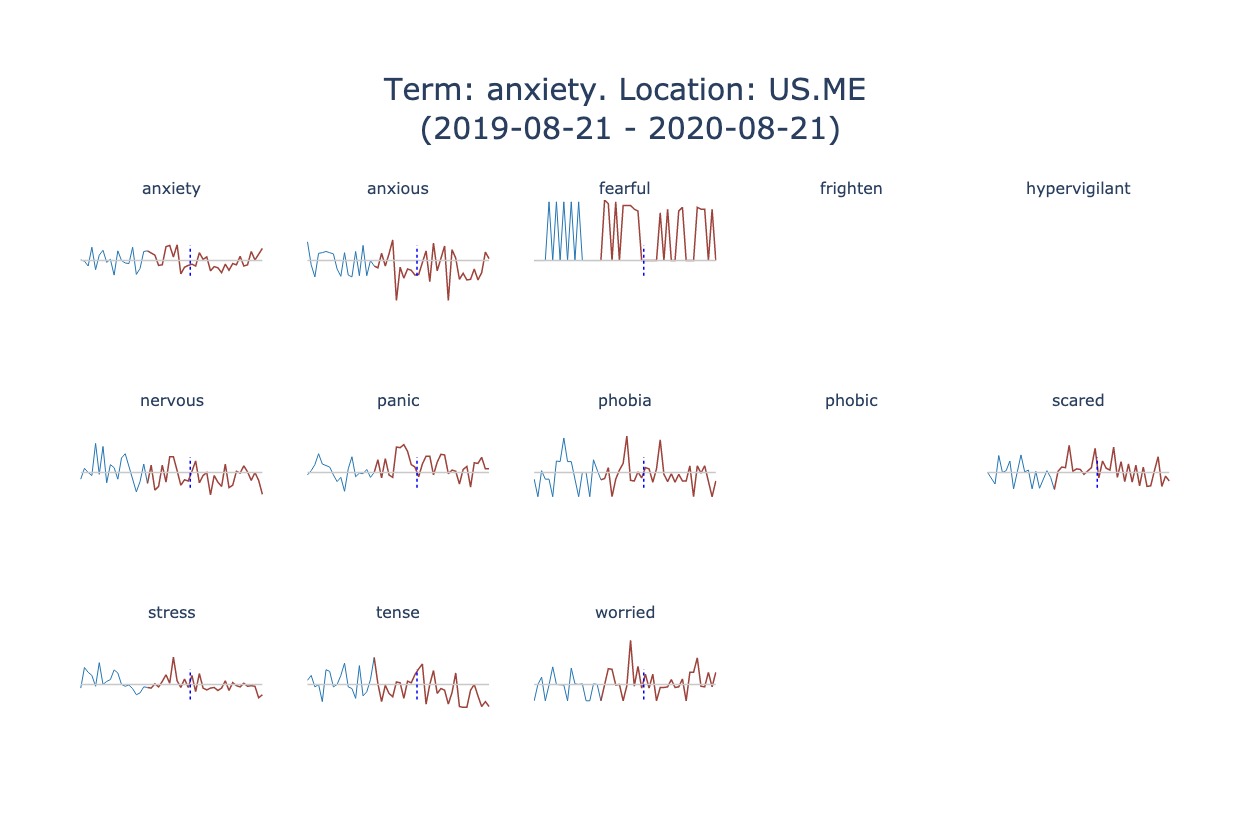 Term: anxiety. Location: US.ME
(2019-08-21 - 2020-08-21)
anxiety anxious fearful frighten hypervigilant
nervous panic phobia phobic scared
stress tense worried